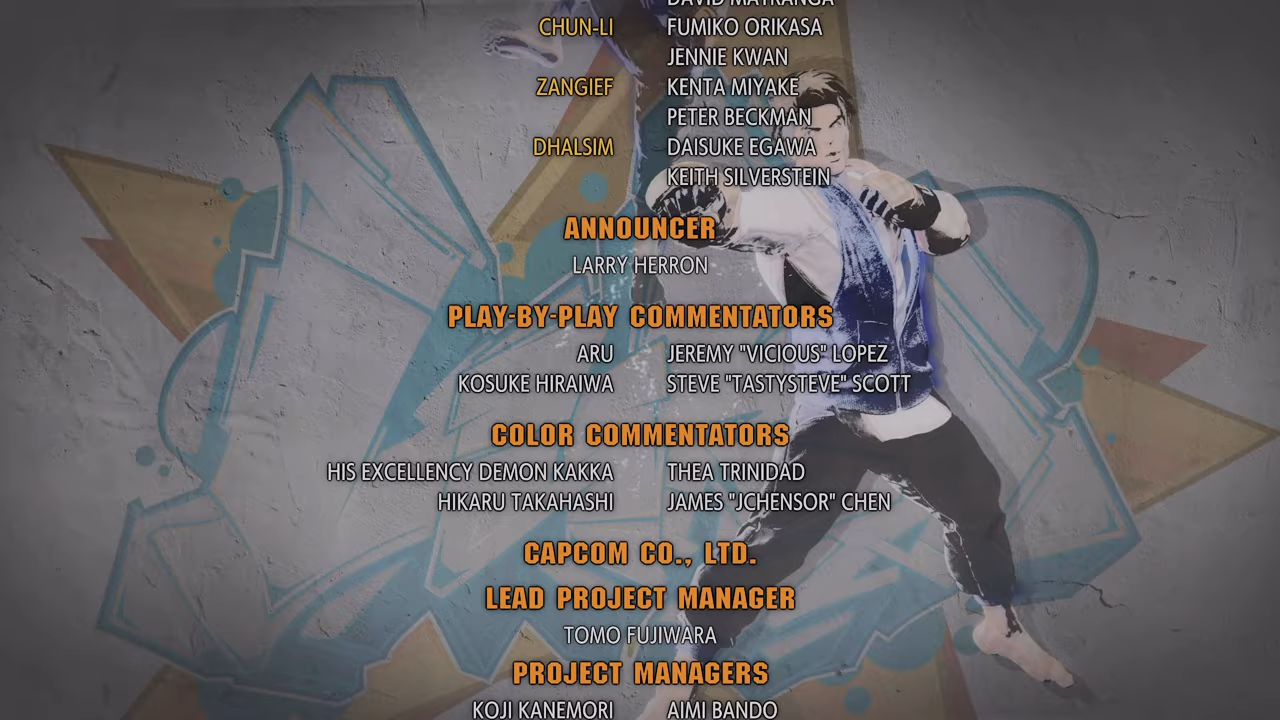 DAVID MATRANGA
CHUN-LI FUMIKO ORIKASA
JENNIE KWAN
ZANGIEF KENTA MIYAKE
PETER BECKMAN
DHALSIM DAISUKE EGAWA
KEITH SILVERSTEIN
ANNOUNCER
LARRY HERRON
PLAY-BY-PLAY COMMENTATORS
ARU JEREMY "VICIOUS" LOPEZ
KOSUKE HIRAIWA STEVE "TASTYSTEVE" SCOTT
COLOR COMMENTATORS
HIS EXCELLENCY DEMON KAKKA THEA TRINIDAD
HIKARU TAKAHASHI JAMES "JCHENSOR" CHEN
CAPCOM CO., LTD.
LEAD PROJECT MANAGER
TOMO FUJIWARA
PROJECT MANAGERS
KOJI KANEMORI AIMI BANDO